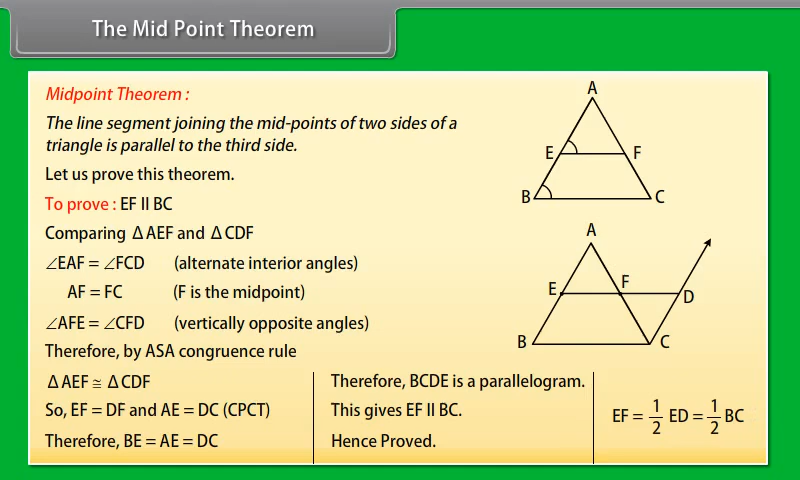 The Mid Point Theorem
Midpoint Theorem :
The line segment joining the mid-points of two sides of a
triangle is parallel to the third side.
Let us prove this theorem.
To prove : EF II BC
Comparing Δ AEF and Δ CDF
∠EAF = ∠FCD (alternate interior angles)
AF = FC (F is the midpoint)
∠AFE = ∠CFD (vertically opposite angles)
Therefore, by ASA congruence rule
Δ AEF ≅ Δ CDF
So, EF = DF and AE = DC (CPCT)
Therefore, BE = AE = DC
Therefore, BCDE is a parallelogram.
This gives EF II BC.
Hence Proved.
EF = 1/2 ED = 1/2 BC
A
E F
B C
A
E F D
B C